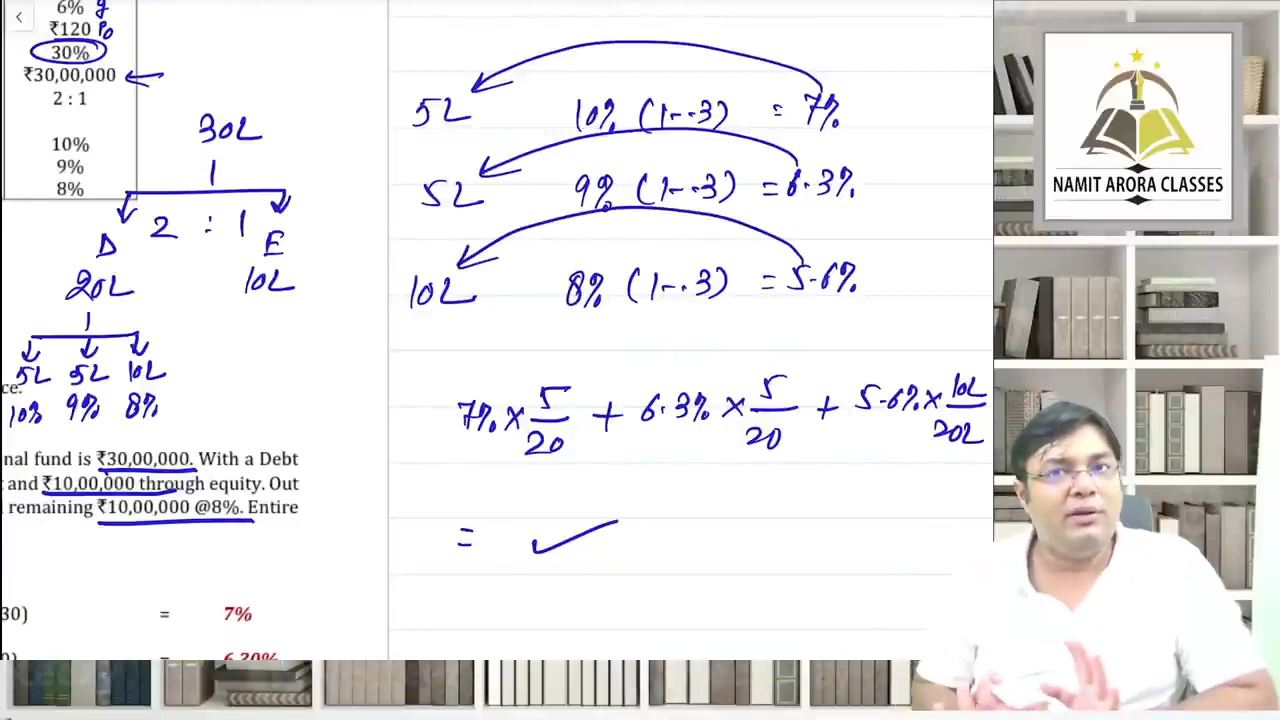 6% g
₹120 P0
30%
₹30,00,000
2 : 1
10%
9%
8%
30L
2 : 1
D E
20L 10L
5L 5L 10L
10% 9% 8%
ce.
nal fund is ₹30,00,000. With a Debt
and ₹10,00,000 through equity. Out
remaining ₹10,00,000 @8%. Entire
30) = 7%
0) = 6.30%
5L 10% (1-.3) = 7%
5L 9% (1-.3) = 6.3%
10L 8% (1-.3) = 5.6%
7% × 5/20 + 6.3% × 5/20 + 5.6% × 10L/20L
= ✓
NAMIT ARORA CLASSES